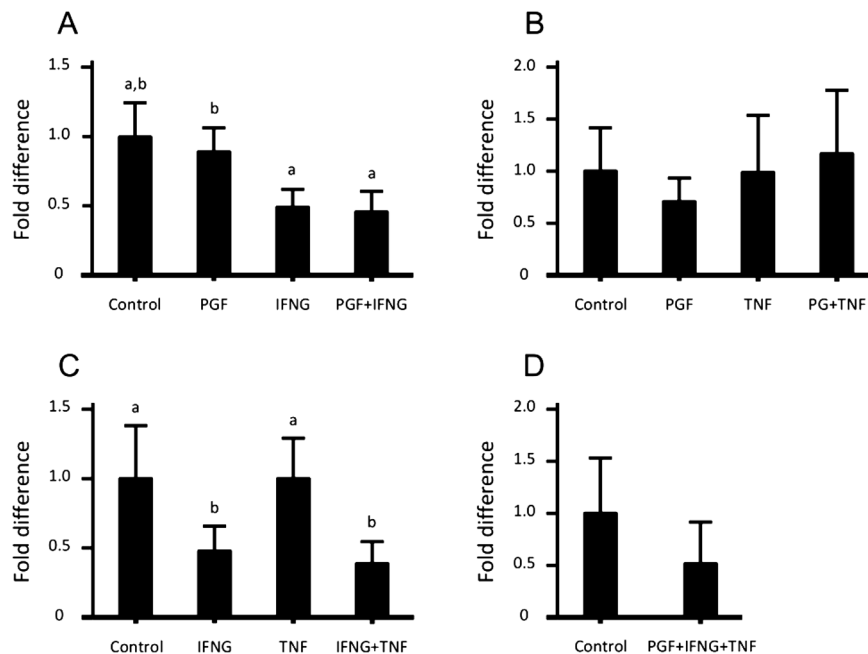 A
Fold difference
1.5
1.0
0.5
0
a,b
b
a
a
Control PGF IFNG PGF+IFNG
B
Fold difference
2.0
1.5
1.0
0.5
0
Control PGF TNF PG+TNF
C
Fold difference
1.5
1.0
0.5
0
a
b
a
b
Control IFNG TNF IFNG+TNF
D
Fold difference
2.0
1.5
1.0
0.5
0
Control PGF+IFNG+TNF